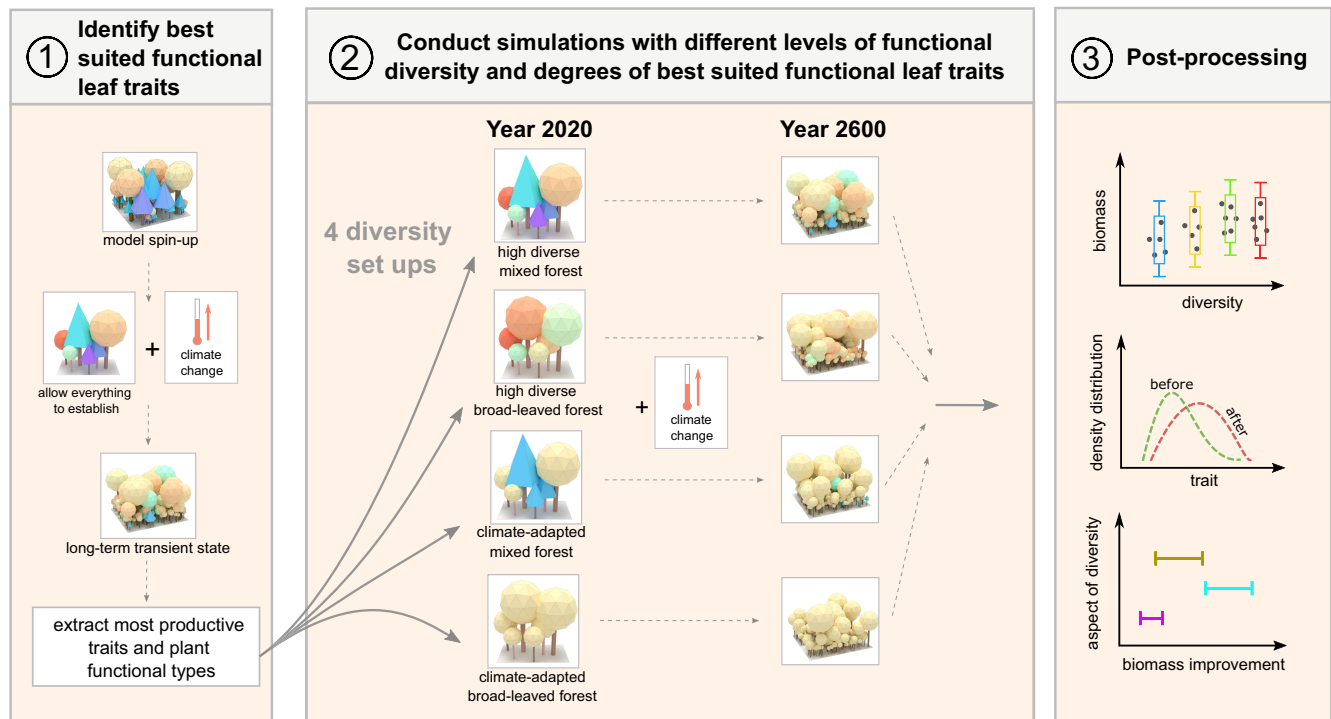 1
Identify best
suited functional
leaf traits
model spin-up
allow everything
to establish
+
climate
change
long-term transient state
extract most productive
traits and plant
functional types
2
Conduct simulations with different levels of functional
diversity and degrees of best suited functional leaf traits
4 diversity
set ups
Year 2020
Year 2600
high diverse
mixed forest
high diverse
broad-leaved forest
+
climate
change
climate-adapted
mixed forest
climate-adapted
broad-leaved forest
3
Post-processing
biomass
diversity
density distribution
before
after
trait
aspect of diversity
biomass improvement